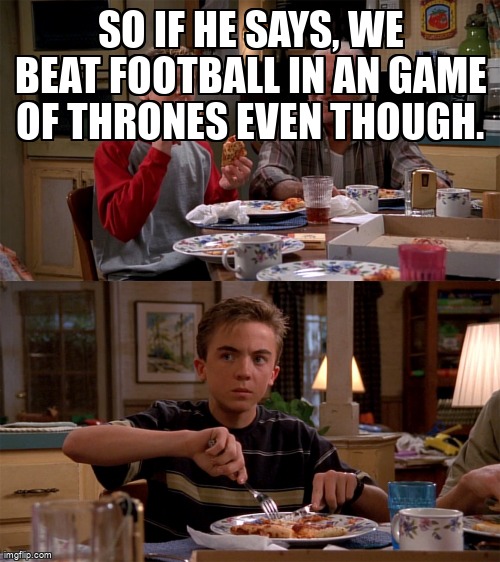 SO IF HE SAYS, WE
BEAT FOOTBALL IN AN GAME
OF THRONES EVEN THOUGH.
imgflip.com